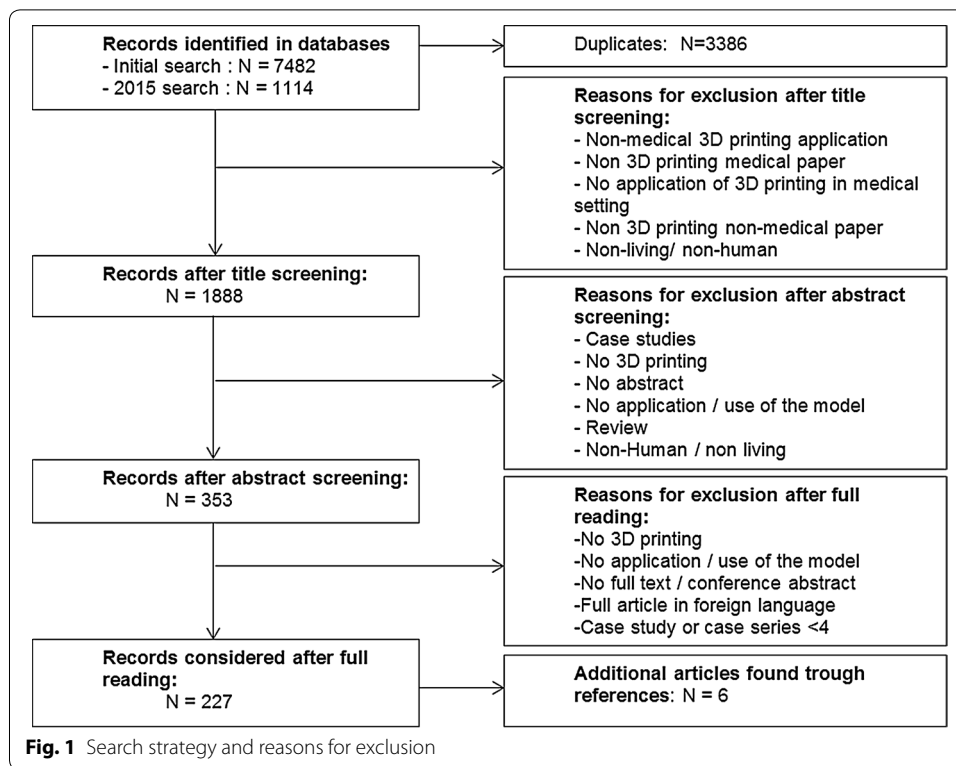 Records identified in databases
- Initial search : N = 7482
- 2015 search : N = 1114
Duplicates: N=3386
Reasons for exclusion after title
screening:
- Non-medical 3D printing application
- Non 3D printing medical paper
- No application of 3D printing in medical
setting
- Non 3D printing non-medical paper
- Non-living/ non-human
Records after title screening:
N = 1888
Reasons for exclusion after abstract
screening:
- Case studies
- No 3D printing
- No abstract
- No application / use of the model
- Review
- Non-Human / non living
Records after abstract screening:
N = 353
Reasons for exclusion after full
reading:
-No 3D printing
-No application / use of the model
-No full text / conference abstract
-Full article in foreign language
-Case study or case series <4
Records considered after full
reading:
N = 227
Additional articles found trough
references: N = 6
Fig. 1 Search strategy and reasons for exclusion